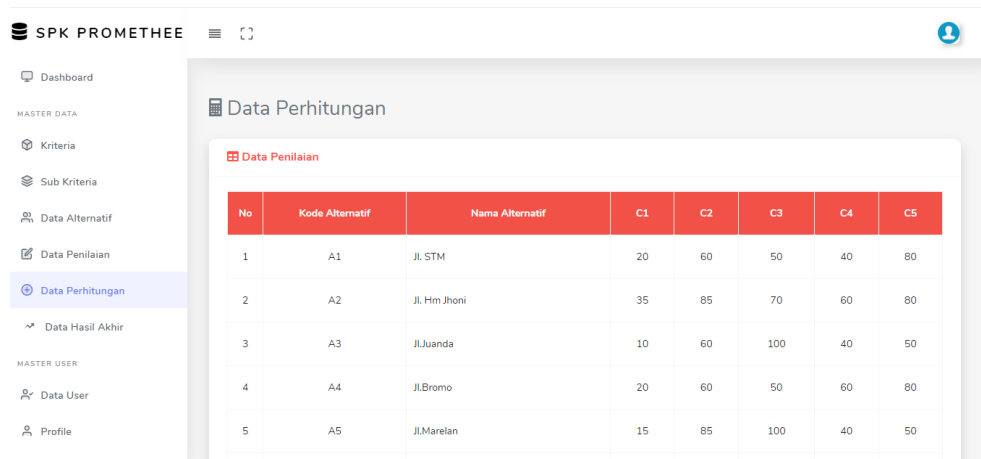 SPK PROMETHEE
Dashboard
MASTER DATA
Kriteria
Sub Kriteria
Data Alternatif
Data Penilaian
Data Perhitungan
Data Hasil Akhir
MASTER USER
Data User
Profile
Data Perhitungan
Data Penilaian
No Kode Alternatif Nama Alternatif C1 C2 C3 C4 C5
1 A1 Jl. STM 20 60 50 40 80
2 A2 Jl. Hm Jhoni 35 85 70 60 80
3 A3 Jl.Juanda 10 60 100 40 50
4 A4 Jl.Bromo 20 60 50 60 80
5 A5 Jl.Marelan 15 85 100 40 50